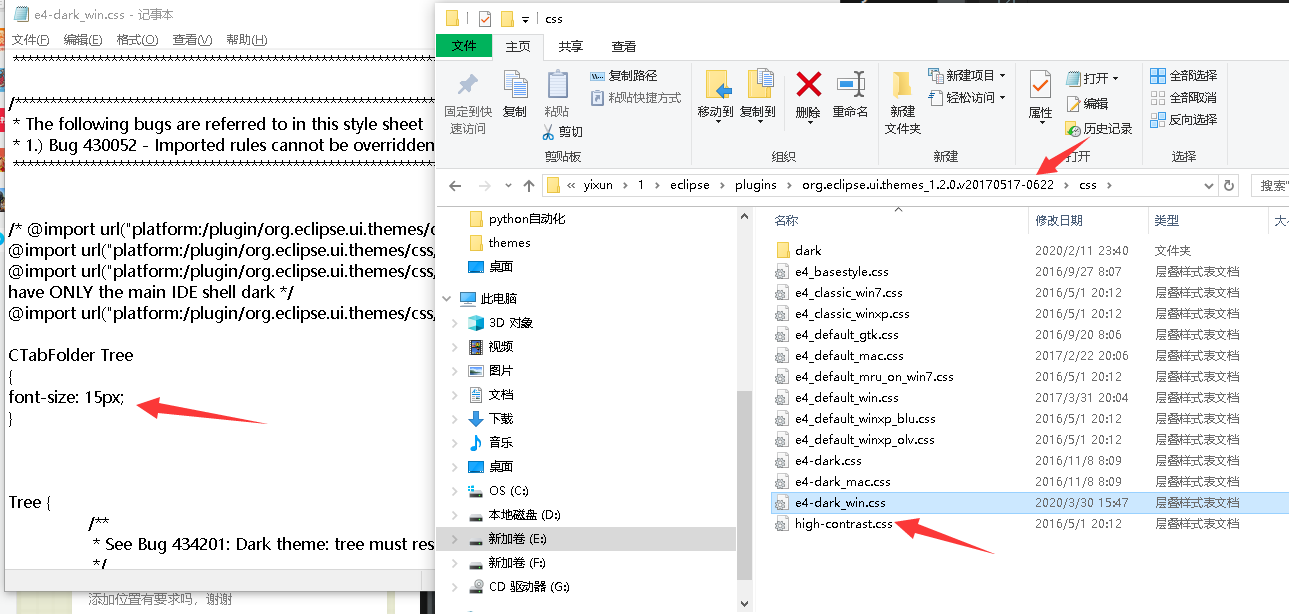 e4-dark_win.css - 记事本
文件(F) 编辑(E) 格式(O) 查看(V) 帮助(H)
* The following bugs are referred to in this style sheet
* 1.) Bug 430052 - Imported rules cannot be overridden
/* @import url("platform:/plugin/org.eclipse.ui.themes/
@import url("platform:/plugin/org.eclipse.ui.themes/css
@import url("platform:/plugin/org.eclipse.ui.themes/css
have ONLY the main IDE shell dark */
@import url("platform:/plugin/org.eclipse.ui.themes/css
CTabFolder Tree
{
font-size: 15px;
}
Tree {
/**
* See Bug 434201: Dark theme: tree must res
*/
添加位置有要求吗，谢谢
css
文件 主页 共享 查看
固定到快速访问
复制
粘贴
复制路径
粘贴快捷方式
剪切
剪贴板
移动到 复制到 删除 重命名
组织
新建文件夹
新建项目
轻松访问
新建
属性
打开
编辑
历史记录
打开
全部选择
全部取消
反向选择
选择
« yixun > 1 > eclipse > plugins > org.eclipse.ui.themes_1.2.0.v20170517-0622 > css >
搜索"
python自动化
themes
桌面
此电脑
3D 对象
视频
图片
文档
下载
音乐
桌面
OS (C:)
本地磁盘 (D:)
新加卷 (E:)
新加卷 (F:)
CD 驱动器 (G:)
名称 修改日期 类型 大
dark 2020/2/11 23:40 文件夹
e4_basestyle.css 2016/9/27 8:07 层叠样式表文档
e4_classic_win7.css 2016/5/1 20:12 层叠样式表文档
e4_classic_winxp.css 2016/5/1 20:12 层叠样式表文档
e4_default_gtk.css 2016/9/20 8:06 层叠样式表文档
e4_default_mac.css 2017/2/22 20:06 层叠样式表文档
e4_default_mru_on_win7.css 2016/5/1 20:12 层叠样式表文档
e4_default_win.css 2017/3/31 20:04 层叠样式表文档
e4_default_winxp_blu.css 2016/5/1 20:12 层叠样式表文档
e4_default_winxp_olv.css 2016/5/1 20:12 层叠样式表文档
e4-dark.css 2016/11/8 8:09 层叠样式表文档
e4-dark_mac.css 2016/11/8 8:09 层叠样式表文档
e4-dark_win.css 2020/3/30 15:47 层叠样式表文档
high-contrast.css 2016/5/1 20:12 层叠样式表文档